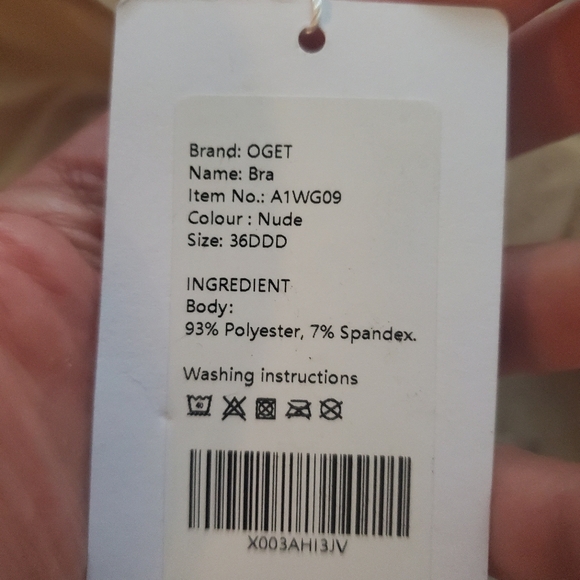 Brand: OGET
Name: Bra
Item No.: A1WG09
Colour : Nude
Size: 36DDD
INGREDIENT
Body:
93% Polyester, 7% Spandex.
Washing instructions
40
X003AHI3JV